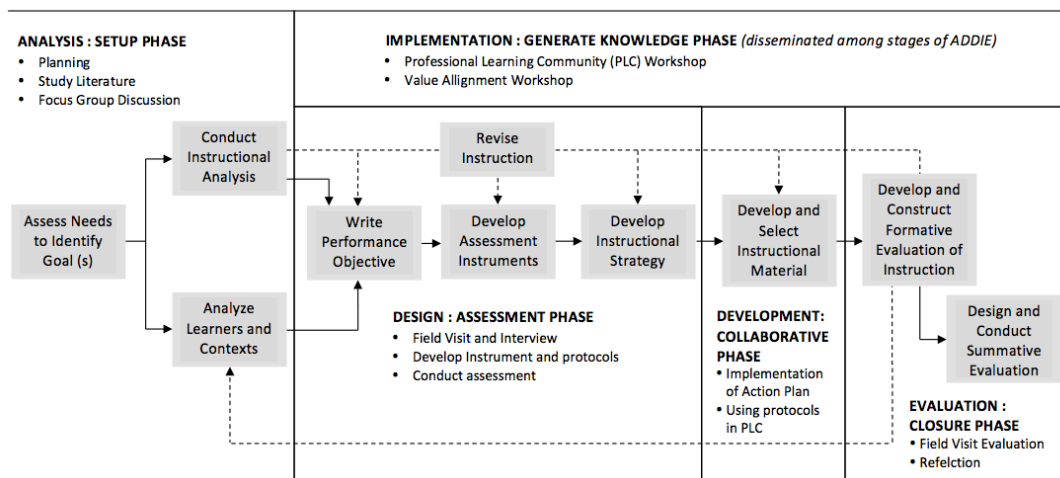 ANALYSIS : SETUP PHASE
• Planning
• Study Literature
• Focus Group Discussion
IMPLEMENTATION : GENERATE KNOWLEDGE PHASE (disseminated among stages of ADDIE)
• Professional Learning Community (PLC) Workshop
• Value Allignment Workshop
Assess Needs
to Identify
Goal (s)
Conduct
Instructional
Analysis
Analyze
Learners and
Contexts
Revise
Instruction
Write
Performance
Objective
Develop
Assessment
Instruments
Develop
Instructional
Strategy
Develop and
Select
Instructional
Material
Develop and
Construct
Formative
Evaluation of
Instruction
Design and
Conduct
Summative
Evaluation
DESIGN : ASSESSMENT PHASE
• Field Visit and Interview
• Develop Instrument and protocols
• Conduct assessment
DEVELOPMENT:
COLLABORATIVE
PHASE
• Implementation
of Action Plan
• Using protocols
in PLC
EVALUATION :
CLOSURE PHASE
• Field Visit Evaluation
• Refelction